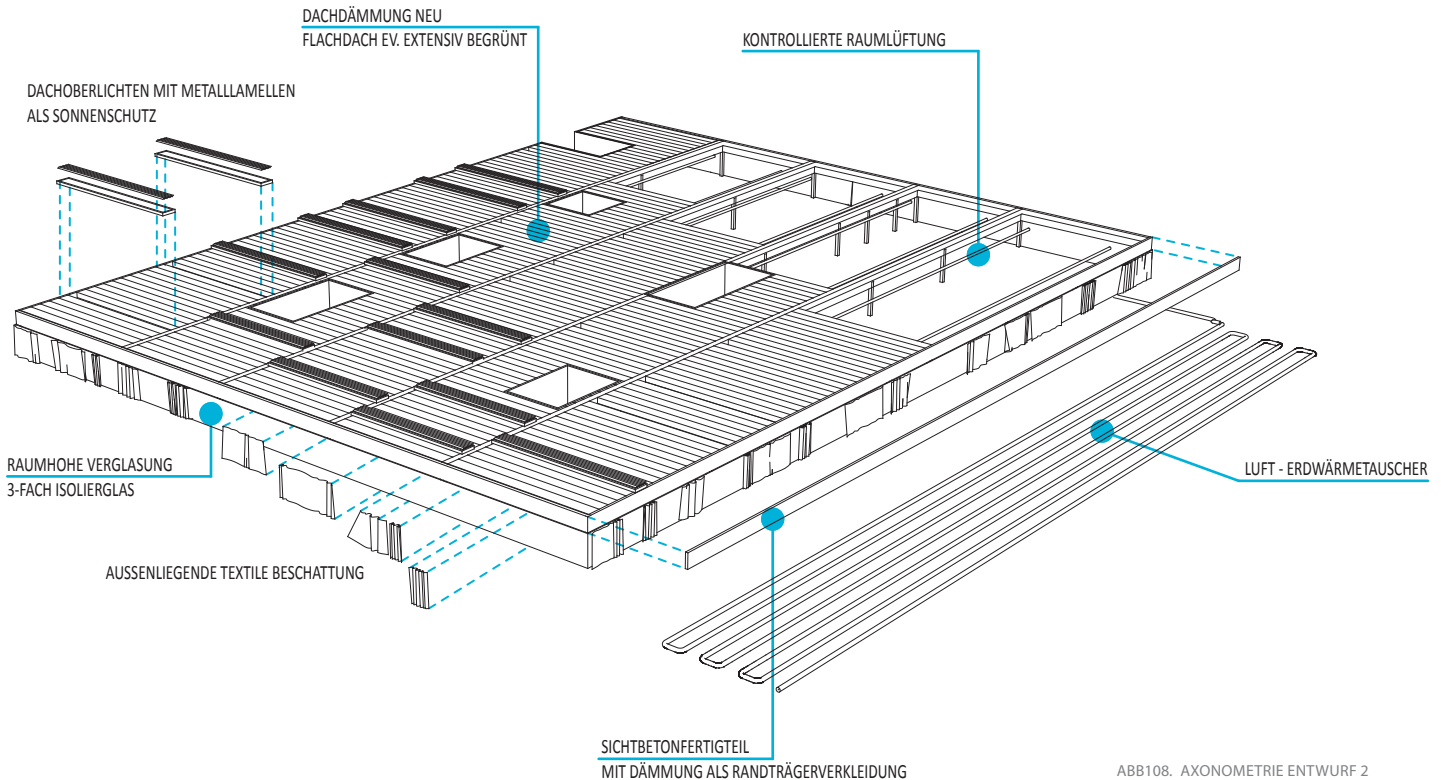 DACHDÄMMUNG NEU
FLACHDACH EV. EXTENSIV BEGRÜNT
KONTROLLIERTE RAUMLÜFTUNG
DACHOBERLICHTEN MIT METALLLAMELLEN
ALS SONNENSCHUTZ
RAUMHOHE VERGLASUNG
3-FACH ISOLIERGLAS
LUFT - ERDWÄRMETAUSCHER
AUSSENLIEGENDE TEXTILE BESCHATTUNG
SICHTBETONFERTIGTEIL
MIT DÄMMUNG ALS RANDTRÄGERVERKLEIDUNG
ABB108. AXONOMETRIE ENTWURF 2